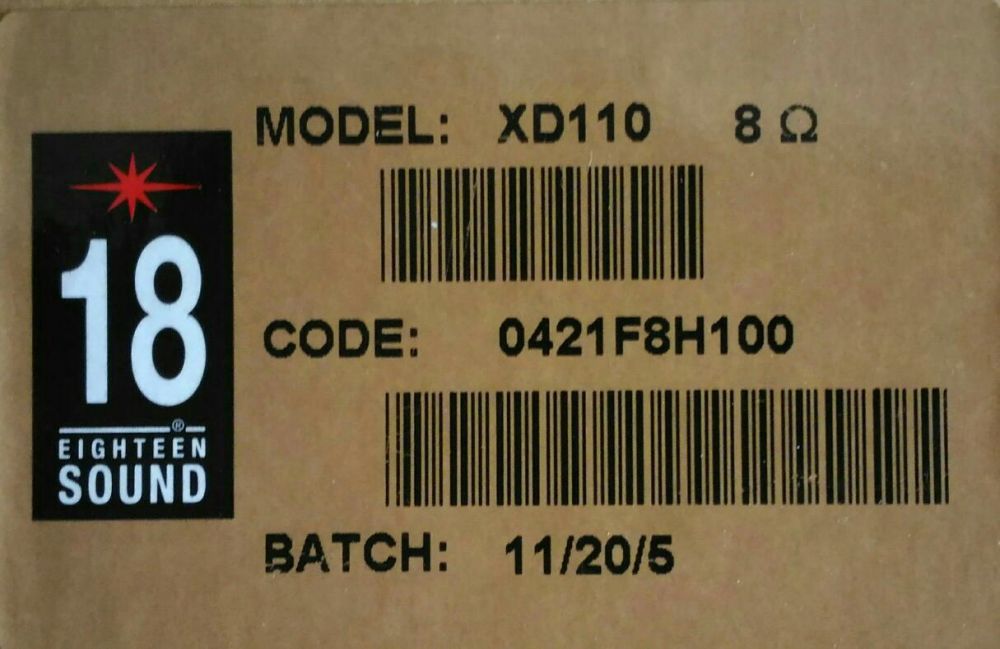 MODEL: XD110 8 Ω
18
®
EIGHTEEN
SOUND
CODE: 0421F8H100
BATCH: 11/20/5